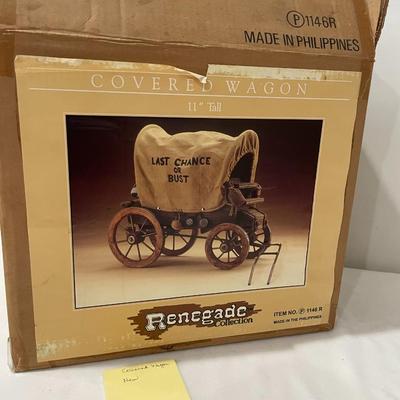 Ⓟ1146R
MADE IN PHILIPPINES
COVERED WAGON
11" Tall
LAST CHANCE
OR
BUST
Renegade
Collection
ITEM NO. Ⓟ 1146 R
MADE IN THE PHILIPPINES
Covered Wagon
New